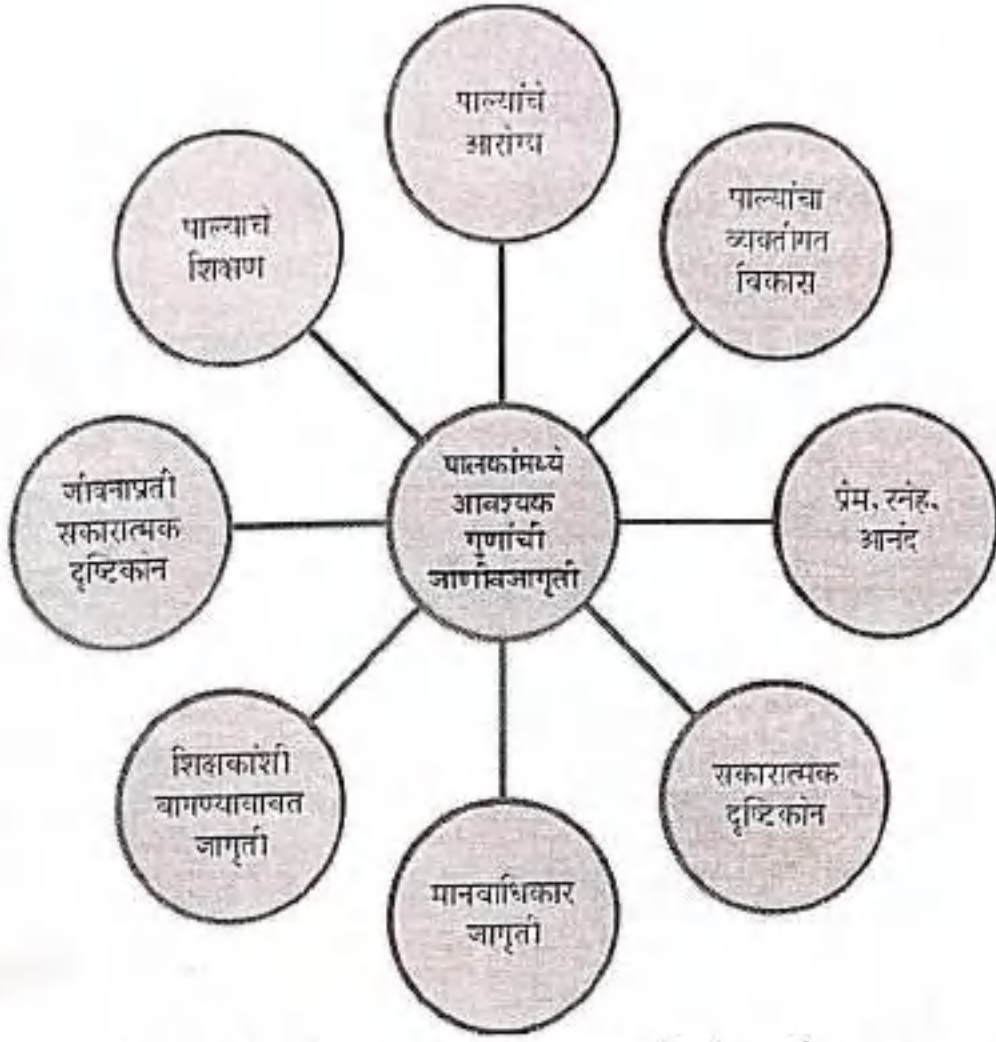 पाल्यांचे
आरोग्य
पाल्यांचा
व्यक्तीगत
विकास
प्रेम, स्नेह,
आनंद
सकारात्मक
दृष्टिकोन
मानवाधिकार
जागृती
शिक्षकांशी
वागण्याबाबत
जागृती
जीवनाप्रती
सकारात्मक
दृष्टिकोन
पाल्याचे
शिक्षण
पालकांमध्ये
आवश्यक
गुणांची
जाणीवजागृती